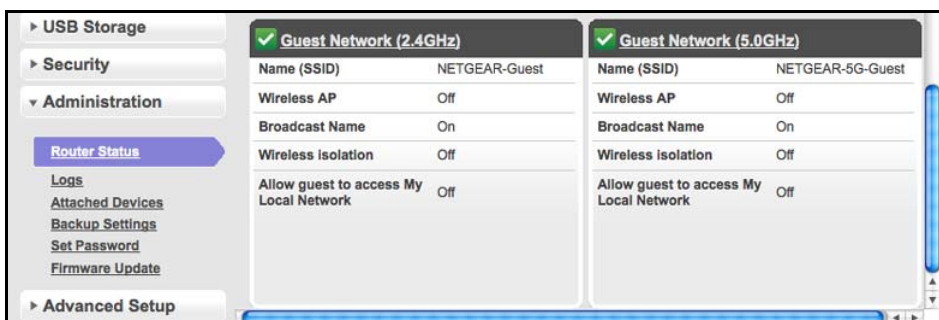 USB Storage
Security
Administration
Router Status
Logs
Attached Devices
Backup Settings
Set Password
Firmware Update
Advanced Setup
Guest Network (2.4GHz)
Name (SSID) NETGEAR-Guest
Wireless AP Off
Broadcast Name On
Wireless isolation Off
Allow guest to access My
Local Network Off
Guest Network (5.0GHz)
Name (SSID) NETGEAR-5G-Guest
Wireless AP Off
Broadcast Name On
Wireless isolation Off
Allow guest to access My
Local Network Off